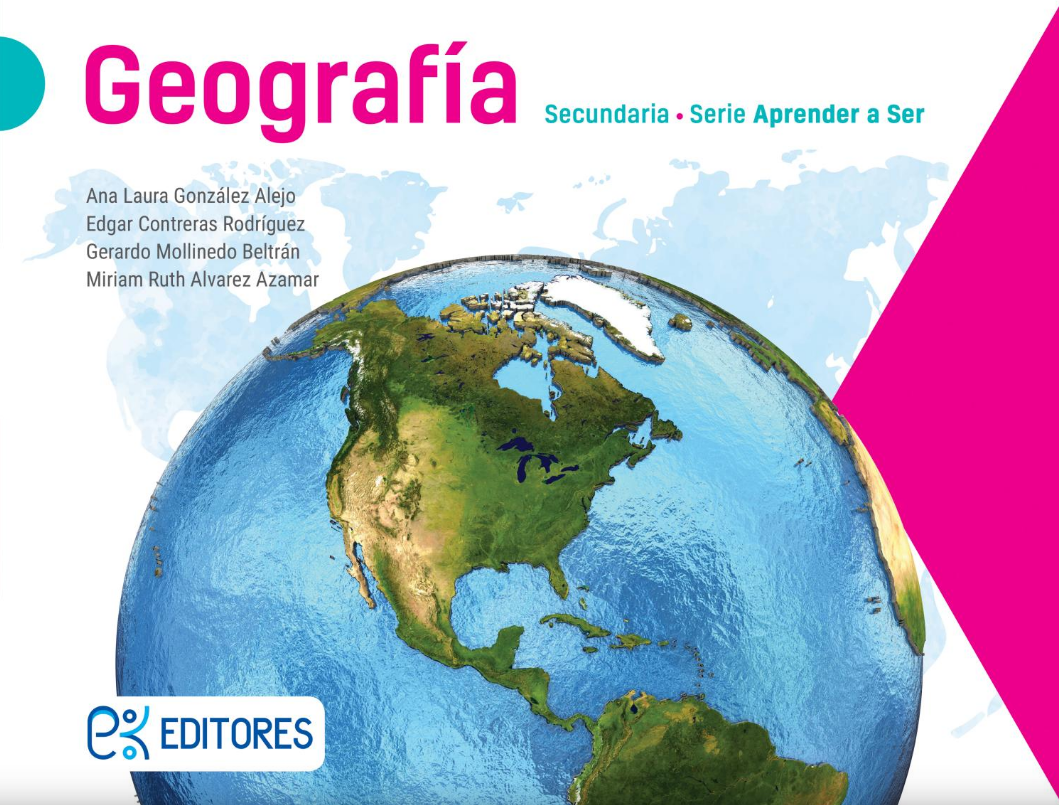 Geografía
Secundaria • Serie Aprender a Ser
Ana Laura González Alejo
Edgar Contreras Rodríguez
Gerardo Mollinedo Beltrán
Miriam Ruth Alvarez Azamar
EK EDITORES